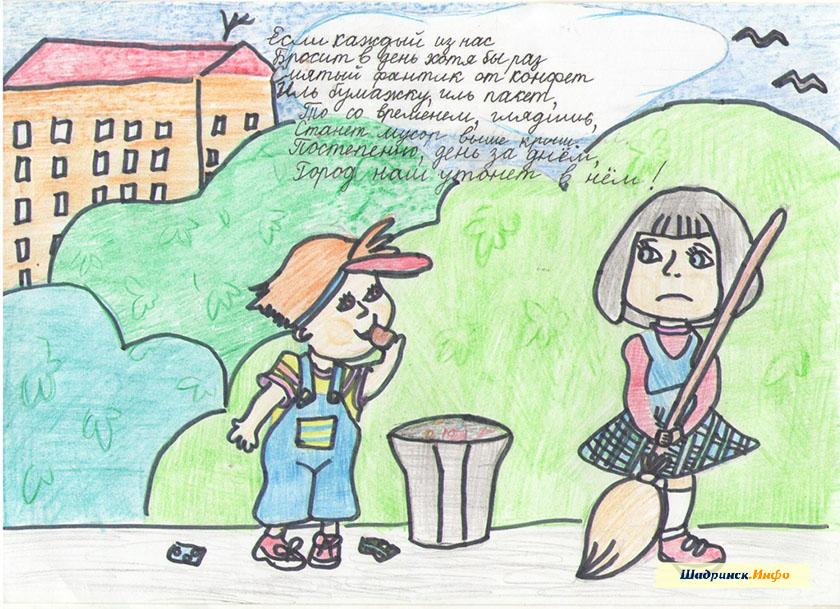 Если каждый из нас
Бросит в день хотя бы раз
Смятый фантик от конфет
Иль бумажку, иль пакет,
То со временем, глядишь,
Станет мусор выше крыш
Постепенно, день за днём,
Город наш утонет в нём!
Шадринск.Инфо